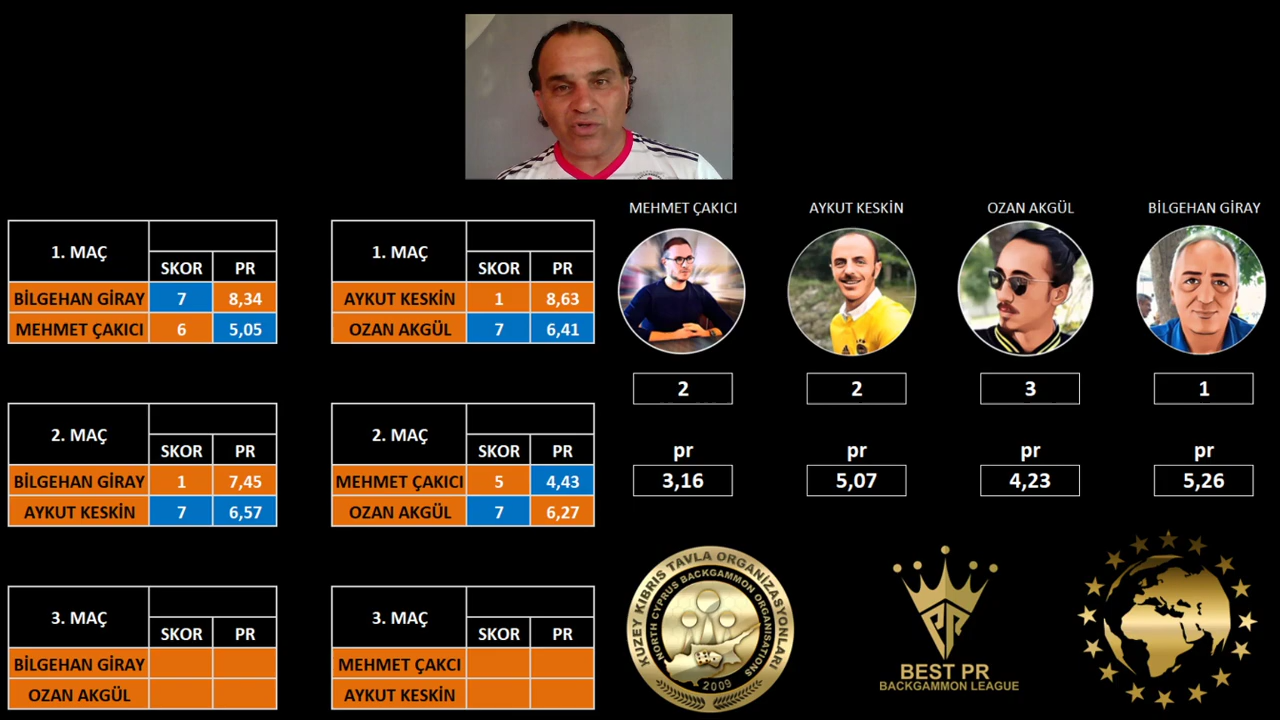 MEHMET ÇAKICI
AYKUT KESKİN
OZAN AKGÜL
BİLGEHAN GİRAY
1. MAÇ
SKOR PR
BİLGEHAN GİRAY 7 8,34
MEHMET ÇAKICI 6 5,05
1. MAÇ
SKOR PR
AYKUT KESKİN 1 8,63
OZAN AKGÜL 7 6,41
2 2 3 1
pr pr pr pr
3,16 5,07 4,23 5,26
2. MAÇ
SKOR PR
BİLGEHAN GİRAY 1 7,45
AYKUT KESKİN 7 6,57
2. MAÇ
SKOR PR
MEHMET ÇAKICI 5 4,43
OZAN AKGÜL 7 6,27
3. MAÇ
SKOR PR
BİLGEHAN GİRAY
OZAN AKGÜL
3. MAÇ
SKOR PR
MEHMET ÇAKCI
AYKUT KESKİN
KUZEY KIBRIS TAVLA ORGANİZASYONLARI
NORTH CYPRUS BACKGAMMON ORGANISATIONS
2009
BEST PR
BACKGAMMON LEAGUE